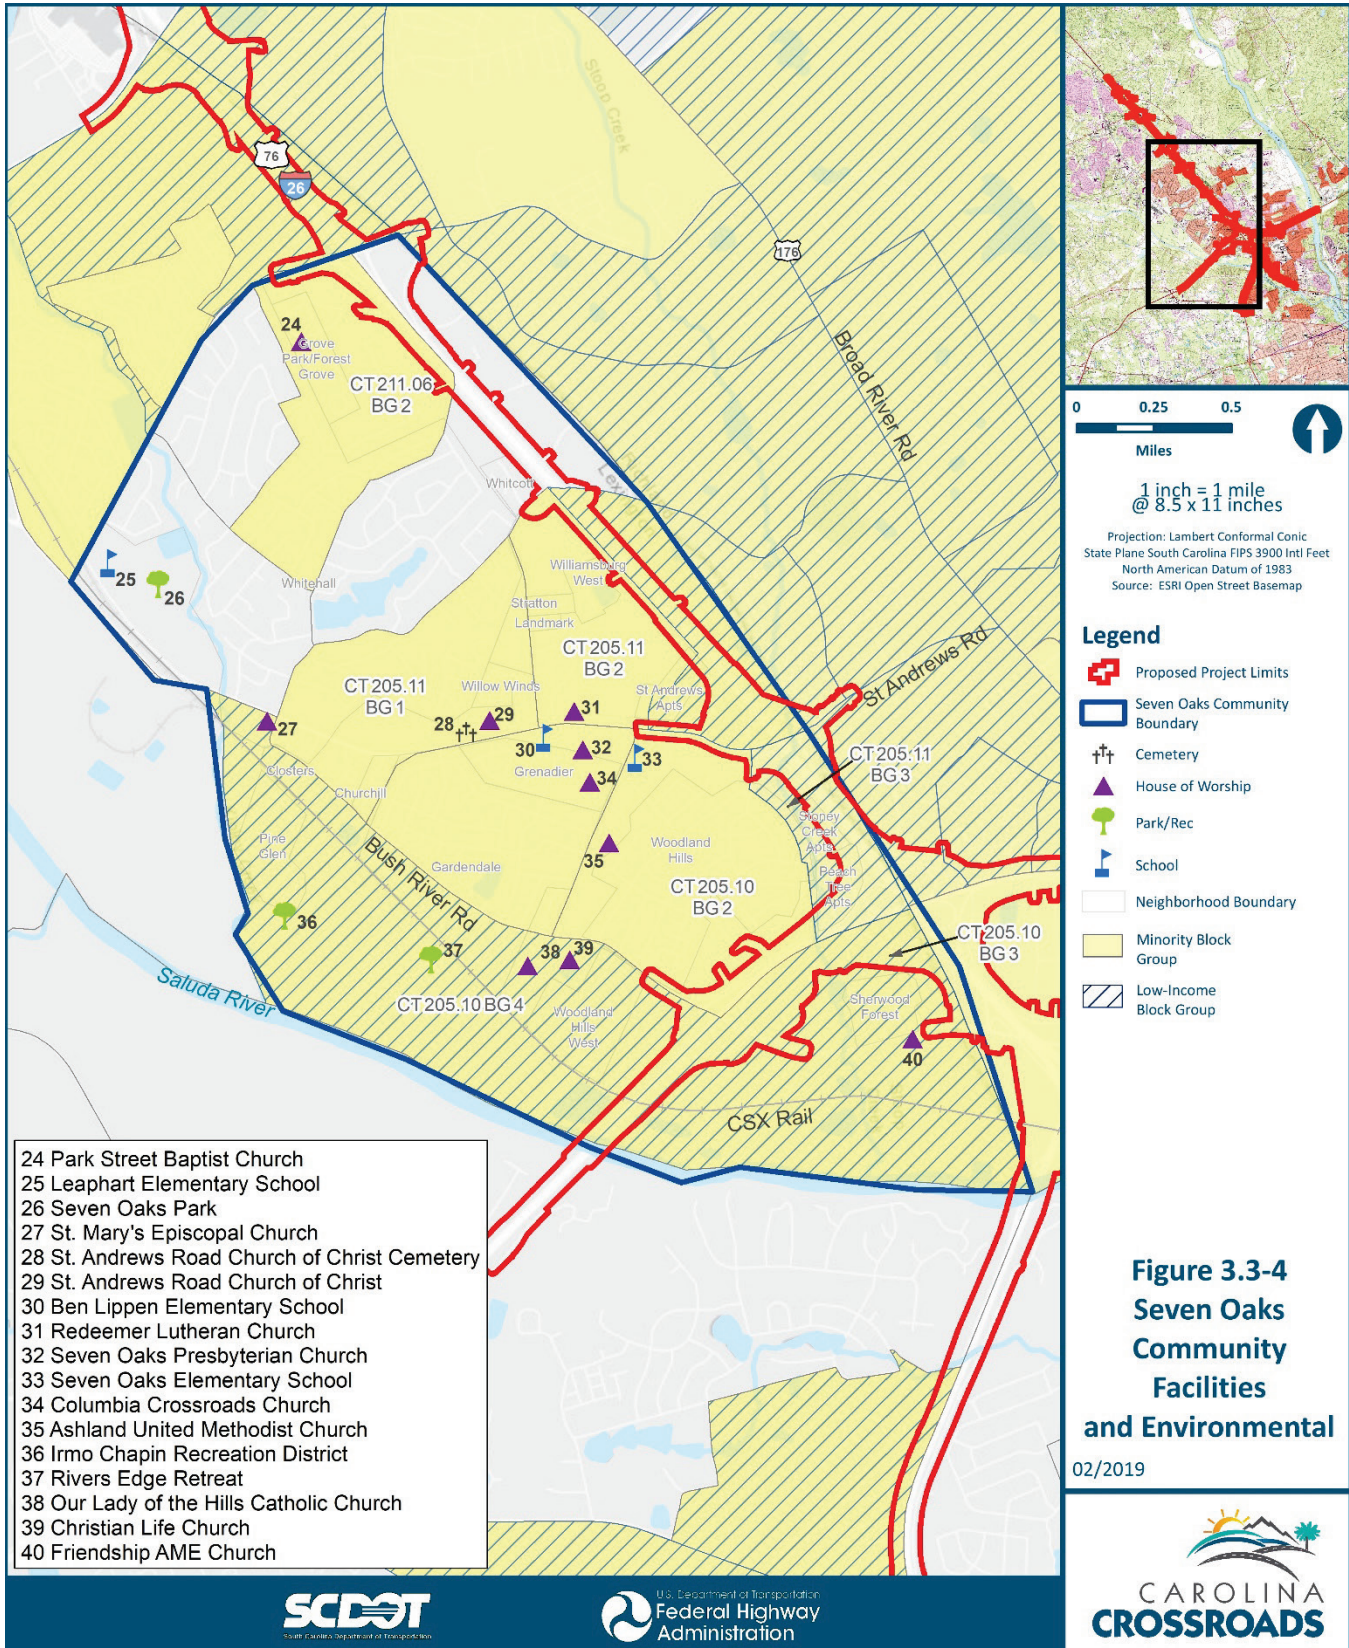 76
26
Stoop Creek
176
Broad River Rd
24
Grove
Park/Forest
Grove
CT 211.06
BG 2
Whitcott
25
26
Whitehall
Williamsburg
West
Stratton
Landmark
CT 205.11
BG 2
CT 205.11
BG 1
Willow Winds
St Andrews
Apts
St Andrews Rd
27
28
29
30
31
32
33
34
Grenadier
Closters
Churchill
CT 205.11
BG 3
Stoney
Creek
Apts
Peach
Tree
Apts
Pine
Glen
Bush River Rd
Gardendale
35
Woodland
Hills
CT 205.10
BG 2
36
37
38
39
CT 205.10
BG 3
Saluda River
CT 205.10 BG 4
Woodland
Hills
West
Sherwood
Forest
40
CSX Rail
24 Park Street Baptist Church
25 Leaphart Elementary School
26 Seven Oaks Park
27 St. Mary's Episcopal Church
28 St. Andrews Road Church of Christ Cemetery
29 St. Andrews Road Church of Christ
30 Ben Lippen Elementary School
31 Redeemer Lutheran Church
32 Seven Oaks Presbyterian Church
33 Seven Oaks Elementary School
34 Columbia Crossroads Church
35 Ashland United Methodist Church
36 Irmo Chapin Recreation District
37 Rivers Edge Retreat
38 Our Lady of the Hills Catholic Church
39 Christian Life Church
40 Friendship AME Church
0 0.25 0.5
Miles
1 inch = 1 mile
@ 8.5 x 11 inches
Projection: Lambert Conformal Conic
State Plane South Carolina FIPS 3900 Intl Feet
North American Datum of 1983
Source: ESRI Open Street Basemap
Legend
Proposed Project Limits
Seven Oaks Community
Boundary
Cemetery
House of Worship
Park/Rec
School
Neighborhood Boundary
Minority Block
Group
Low-Income
Block Group
Figure 3.3-4
Seven Oaks
Community
Facilities
and Environmental
02/2019
SCDOT
South Carolina Department of Transportation
U.S. Department of Transportation
Federal Highway
Administration
CAROLINA
CROSSROADS